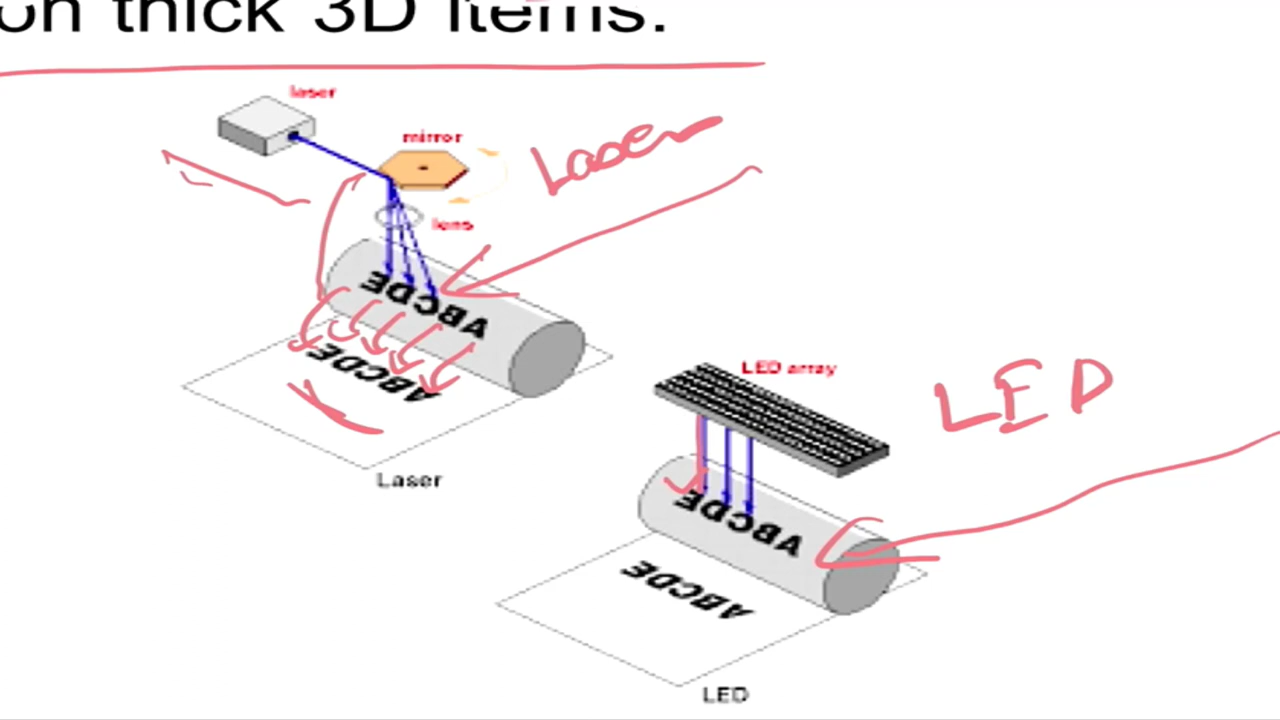 on thick 3D items.
laser
mirror
Laser
lens
ABCDE
ABCDE
Laser
LED array
LED
ABCDE
ABCDE
LED